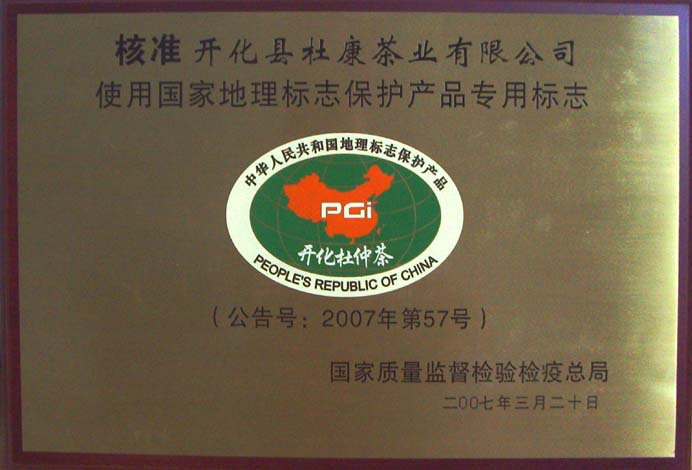 核准 开化县杜康茶业有限公司
使用国家地理标志保护产品专用标志
中华人民共和国地理标志保护产品
PGi
开化杜仲茶
PEOPLE'S REPUBLIC OF CHINA
(公告号：2007年第57号)
国家质量监督检验检疫总局
二00七年三月二十日